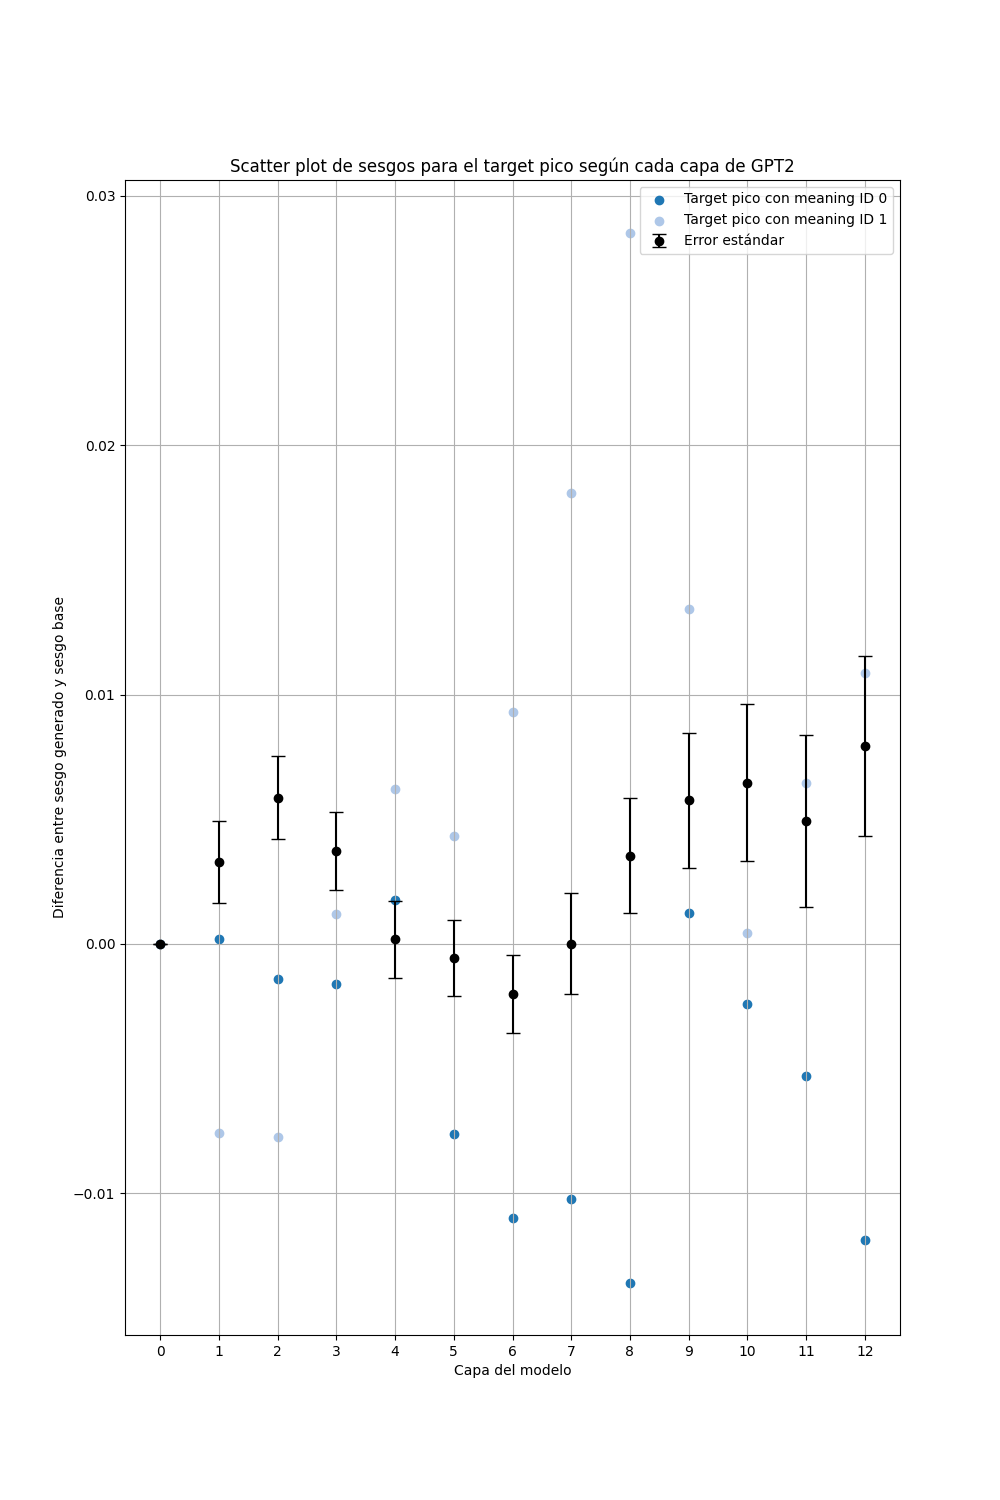 Scatter plot de sesgos para el target pico según cada capa de GPT2
Target pico con meaning ID 0
Target pico con meaning ID 1
Error estándar
0.03
0.02
0.01
0.00
−0.01
Diferencia entre sesgo generado y sesgo base
0 1 2 3 4 5 6 7 8 9 10 11 12
Capa del modelo